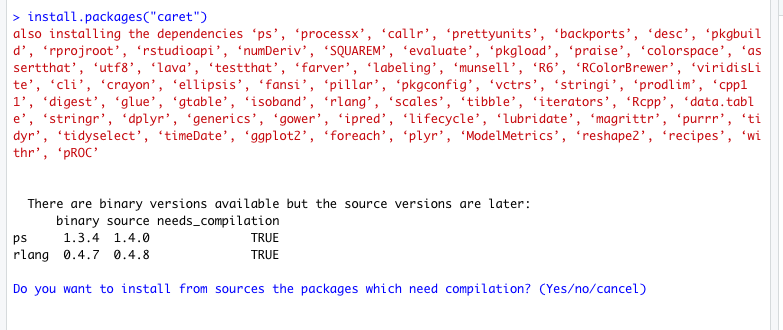 > install.packages("caret")
also installing the dependencies ‘ps’, ‘processx’, ‘callr’, ‘prettyunits’, ‘backports’, ‘desc’, ‘pkgbuil
d’, ‘rprojroot’, ‘rstudioapi’, ‘numDeriv’, ‘SQUAREM’, ‘evaluate’, ‘pkgload’, ‘praise’, ‘colorspace’, ‘as
sertthat’, ‘utf8’, ‘lava’, ‘testthat’, ‘farver’, ‘labeling’, ‘munsell’, ‘R6’, ‘RColorBrewer’, ‘viridisLi
te’, ‘cli’, ‘crayon’, ‘ellipsis’, ‘fansi’, ‘pillar’, ‘pkgconfig’, ‘vctrs’, ‘stringi’, ‘prodlim’, ‘cpp1
1’, ‘digest’, ‘glue’, ‘gtable’, ‘isoband’, ‘rlang’, ‘scales’, ‘tibble’, ‘iterators’, ‘Rcpp’, ‘data.tabl
e’, ‘stringr’, ‘dplyr’, ‘generics’, ‘gower’, ‘ipred’, ‘lifecycle’, ‘lubridate’, ‘magrittr’, ‘purrr’, ‘ti
dyr’, ‘tidyselect’, ‘timeDate’, ‘ggplot2’, ‘foreach’, ‘plyr’, ‘ModelMetrics’, ‘reshape2’, ‘recipes’, ‘wi
thr’, ‘pROC’
There are binary versions available but the source versions are later:
binary source needs_compilation
ps 1.3.4 1.4.0 TRUE
rlang 0.4.7 0.4.8 TRUE
Do you want to install from sources the packages which need compilation? (Yes/no/cancel)